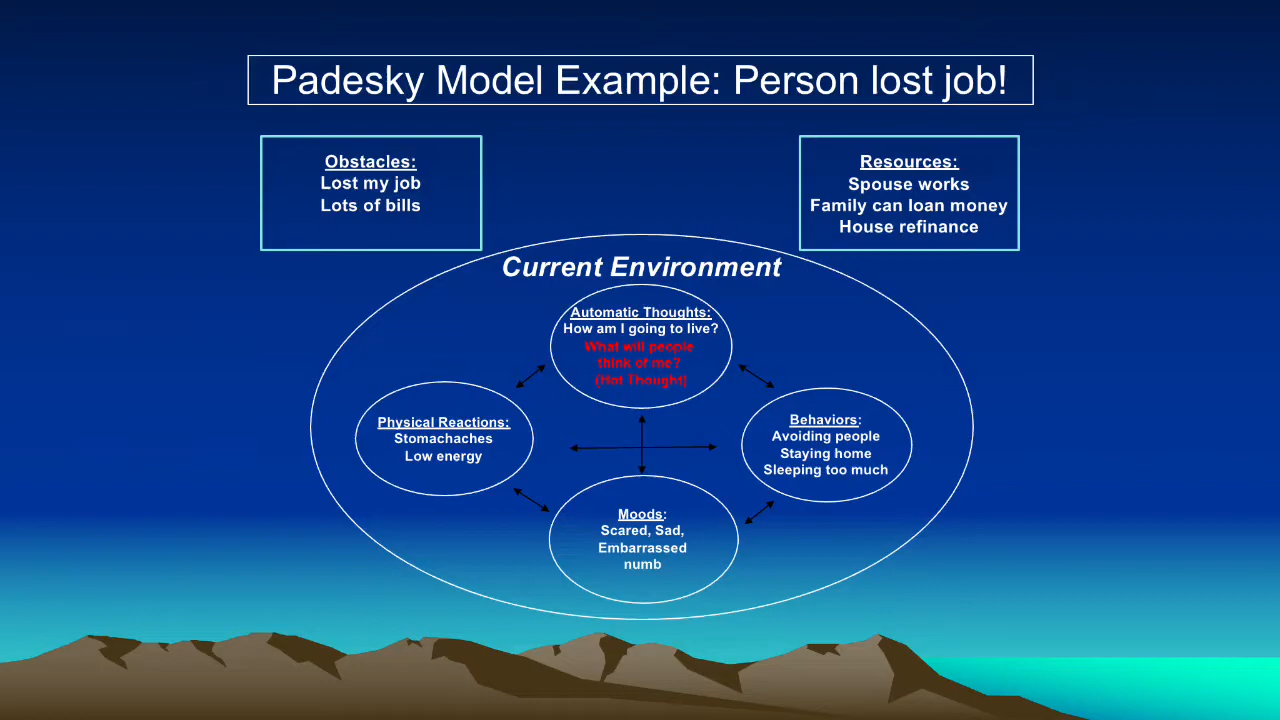 Padesky Model Example: Person lost job!
Obstacles:
Lost my job
Lots of bills
Resources:
Spouse works
Family can loan money
House refinance
Current Environment
Automatic Thoughts:
How am I going to live?
What will people
think of me?
(Hot Thought)
Physical Reactions:
Stomachaches
Low energy
Behaviors:
Avoiding people
Staying home
Sleeping too much
Moods:
Scared, Sad,
Embarrassed
numb